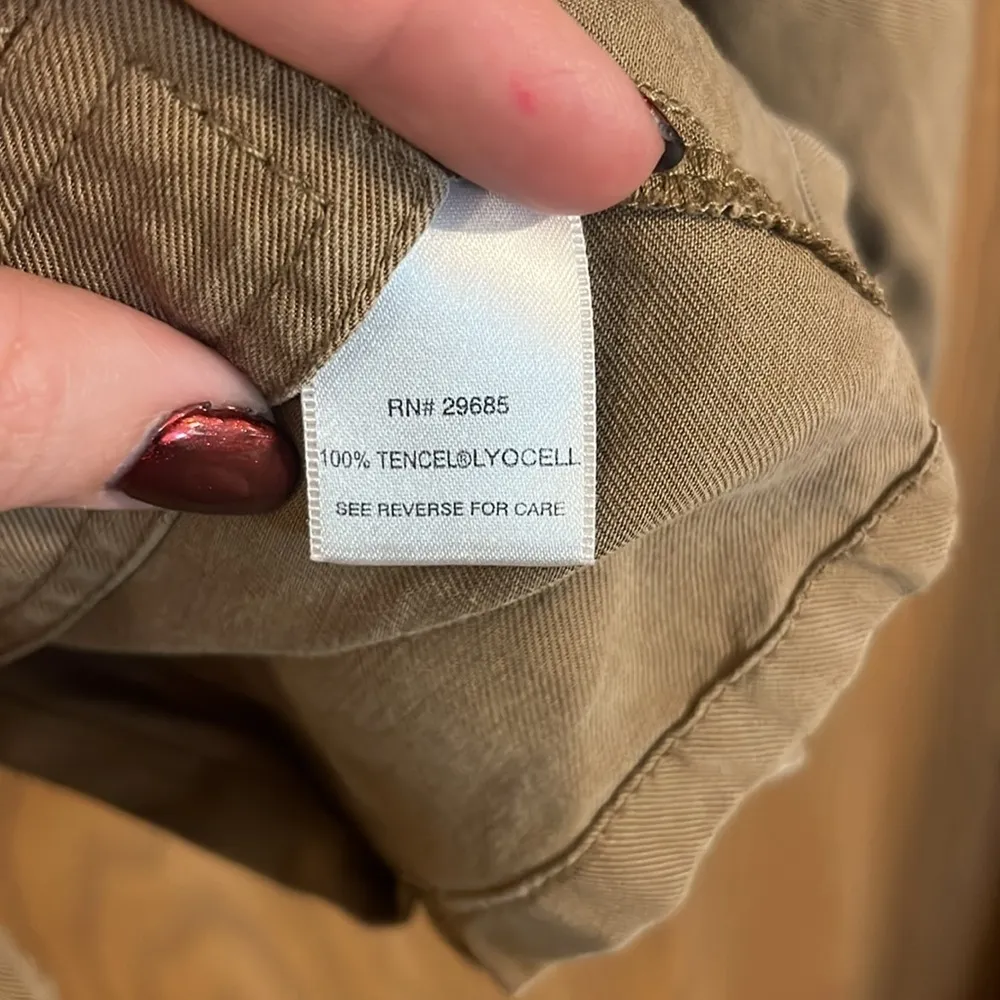 RN# 29685
100% TENCEL®LYOCELL
SEE REVERSE FOR CARE